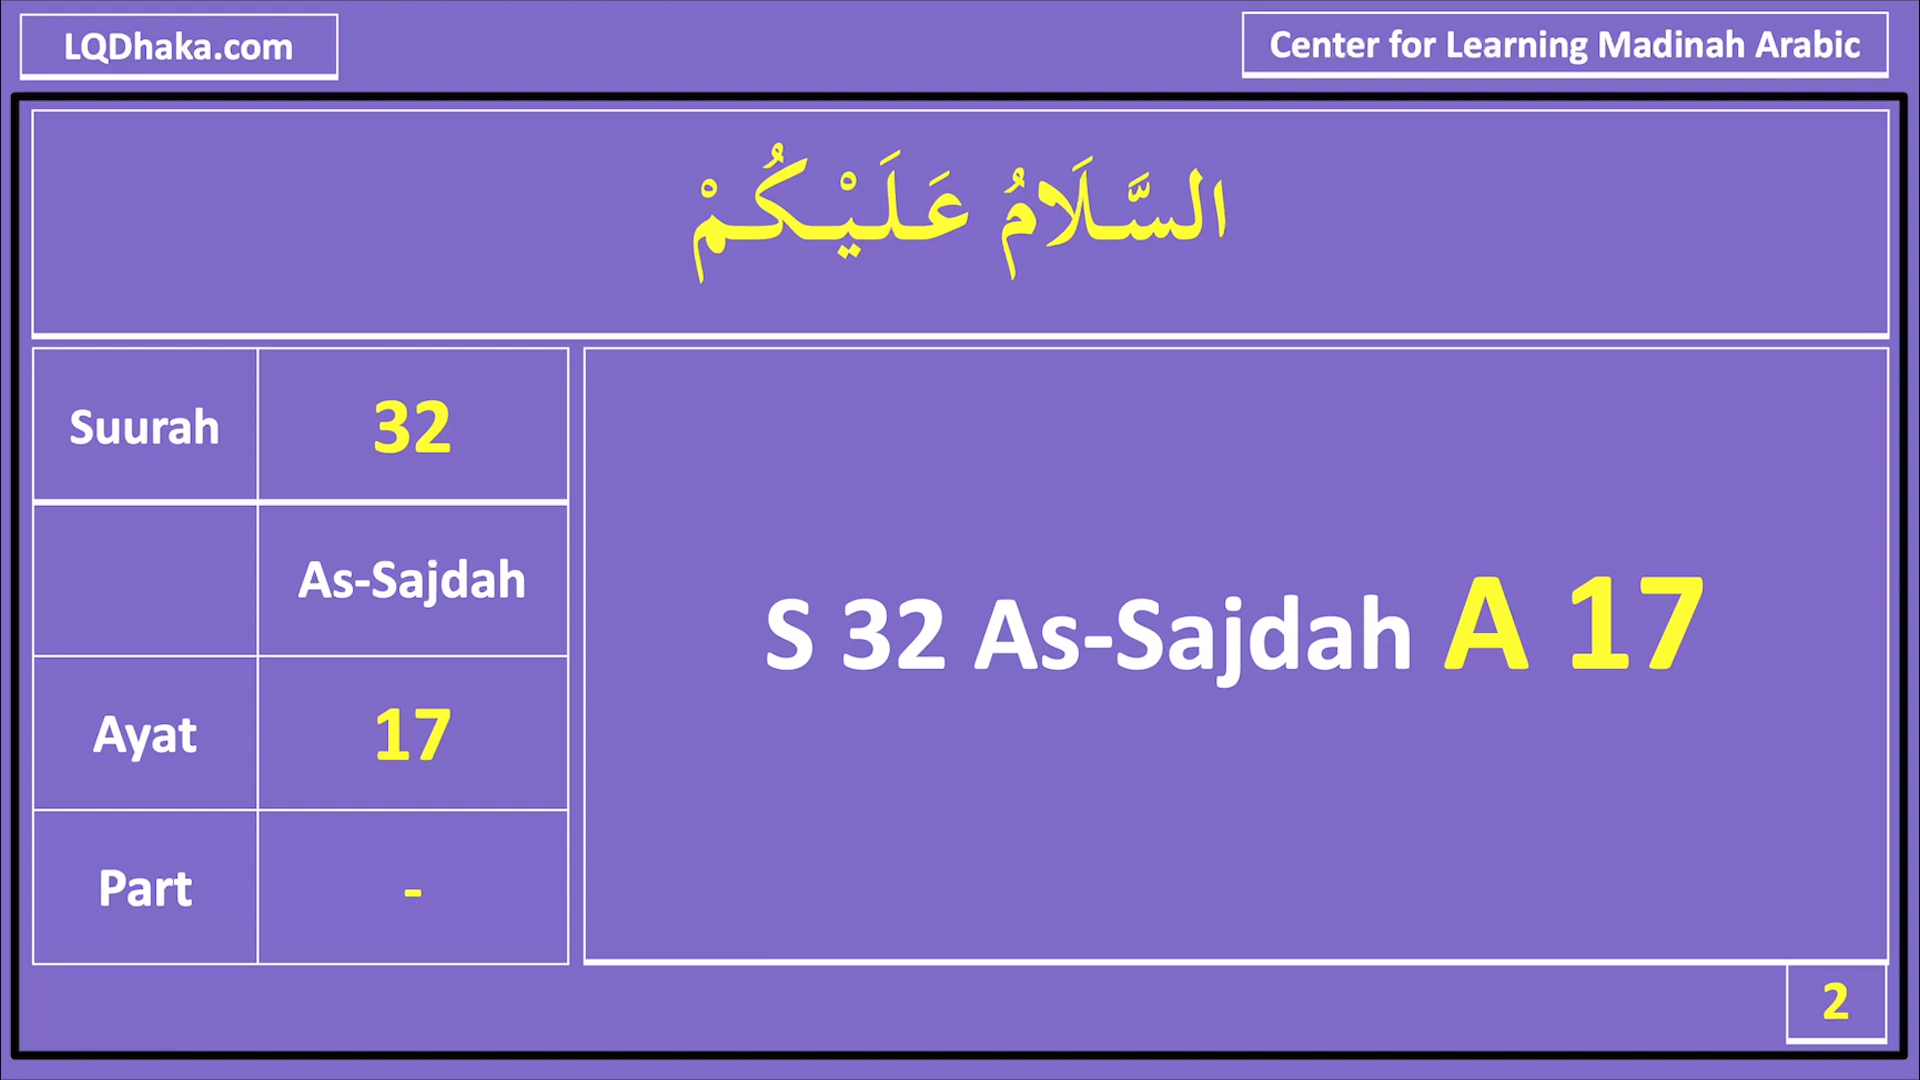 LQDhaka.com
Center for Learning Madinah Arabic
السَّلَامُ عَلَيْكُمْ
Suurah 32
As-Sajdah
Ayat 17
Part -
S 32 As-Sajdah A 17
2